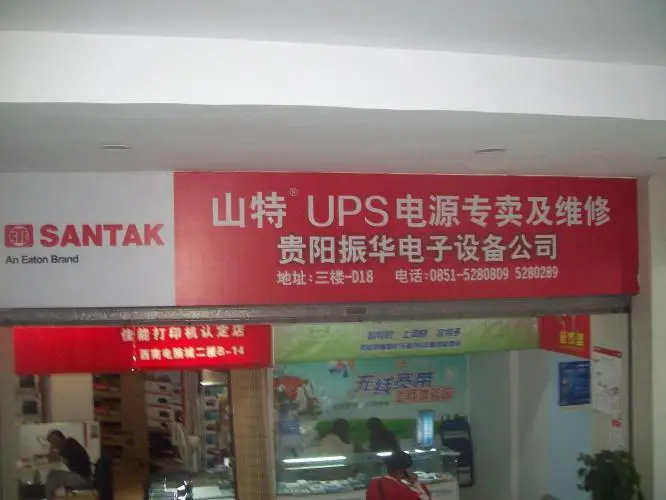 SANTAK
An Eaton Brand
山特® UPS电源专卖及维修
贵阳振华电子设备公司
地址:三楼-D18 电话:0851-5280809 5280289
佳能打印机认定店
西南电脑城二楼B-14
无线宽带